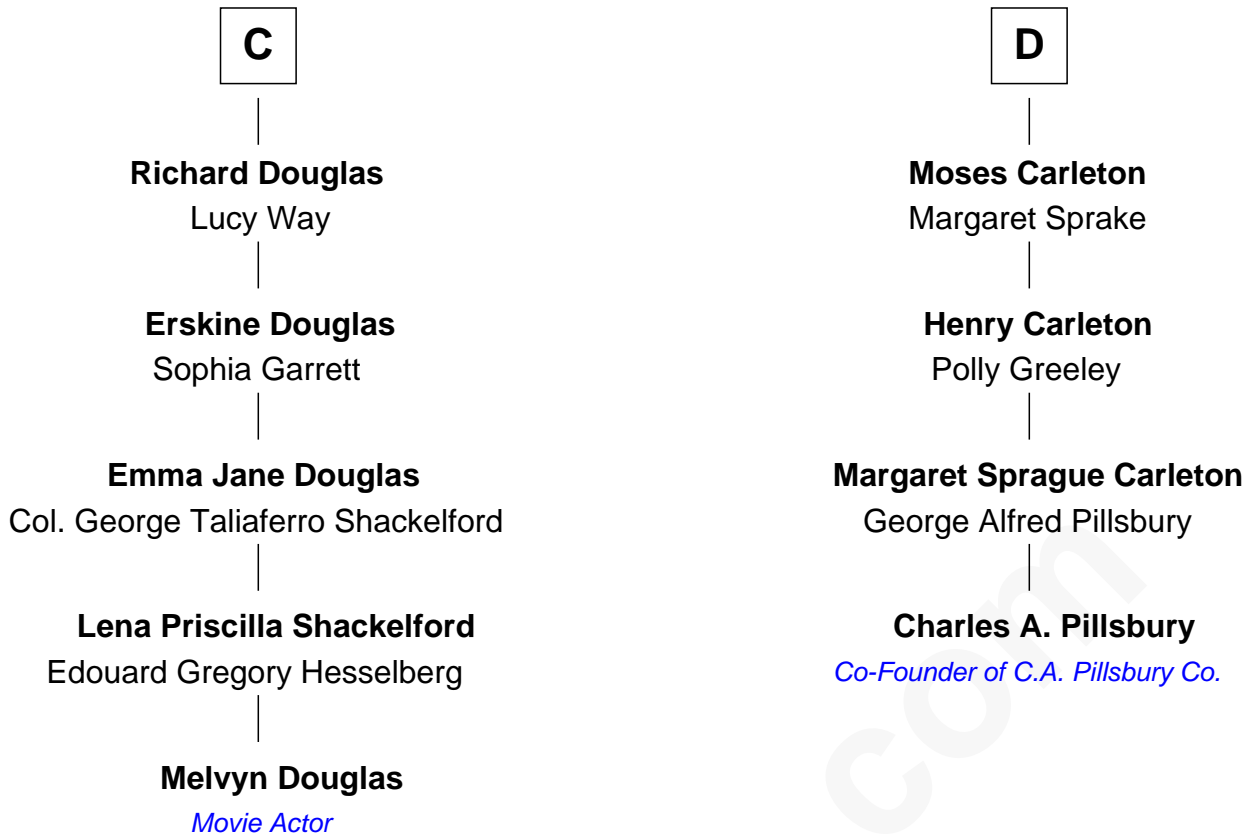 C
Richard Douglas
Lucy Way
Erskine Douglas
Sophia Garrett
Emma Jane Douglas
Col. George Taliaferro Shackelford
Lena Priscilla Shackelford
Edouard Gregory Hesselberg
Melvyn Douglas
Movie Actor
D
Moses Carleton
Margaret Sprake
Henry Carleton
Polly Greeley
Margaret Sprague Carleton
George Alfred Pillsbury
Charles A. Pillsbury
Co-Founder of C.A. Pillsbury Co.
com